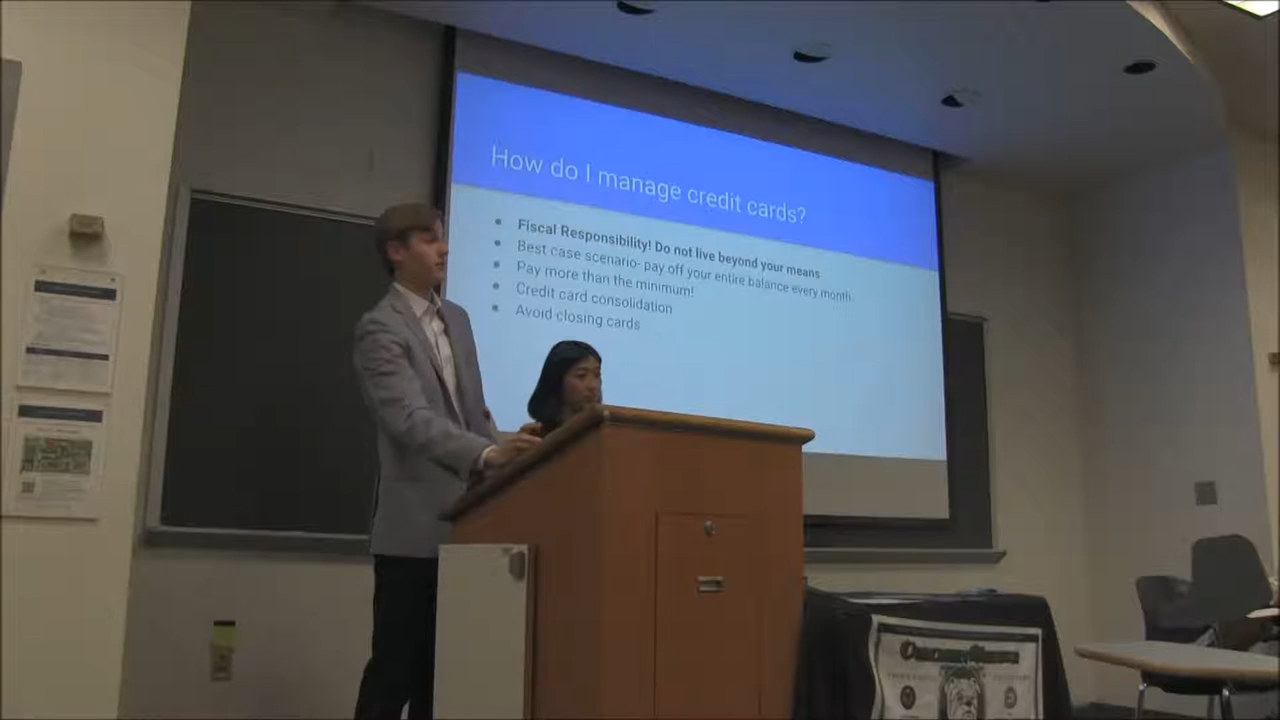 How do I manage credit cards?
Fiscal Responsibility! Do not live beyond your means
Best case scenario- pay off your entire balance every month.
Pay more than the minimum!
Credit card consolidation
Avoid closing cards